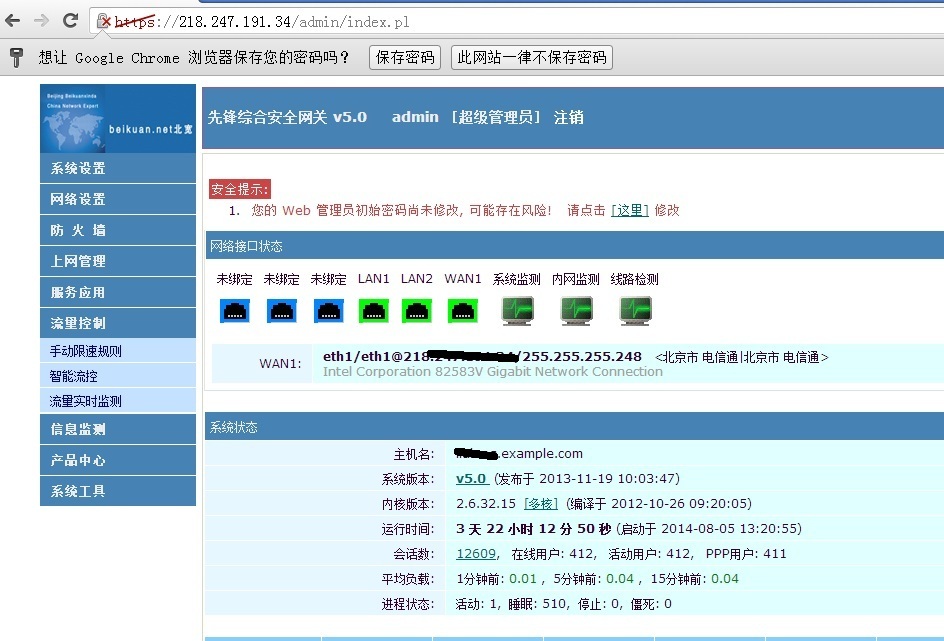 https://218.247.191.34/admin/index.pl
想让 Google Chrome 浏览器保存您的密码吗？ 保存密码 此网站一律不保存密码
Beijing Beikuanxinda
China Network Expert
beikuan.net北宽
先锋综合安全网关 v5.0 admin [超级管理员] 注销
系统设置
网络设置
防 火 墙
上网管理
服务应用
流量控制
手动限速规则
智能流控
流量实时监测
信息监测
产品中心
系统工具
安全提示:
1. 您的 Web 管理员初始密码尚未修改, 可能存在风险! 请点击 [这里] 修改
网络接口状态
未绑定 未绑定 未绑定 LAN1 LAN2 WAN1 系统监测 内网监测 线路检测
WAN1: eth1/eth1@218. /255.255.255.248 <北京市 电信通|北京市 电信通>
Intel Corporation 82583V Gigabit Network Connection
系统状态
主机名: .example.com
系统版本: v5.0 (发布于 2013-11-19 10:03:47)
内核版本: 2.6.32.15 [多核] (编译于 2012-10-26 09:20:05)
运行时间: 3 天 22 小时 12 分 50 秒 (启动于 2014-08-05 13:20:55)
会话数: 12609, 在线用户: 412, 活动用户: 412, PPP用户: 411
平均负载: 1分钟前: 0.01 , 5分钟前: 0.04 , 15分钟前: 0.04
进程状态: 活动: 1, 睡眠: 510, 停止: 0, 僵死: 0